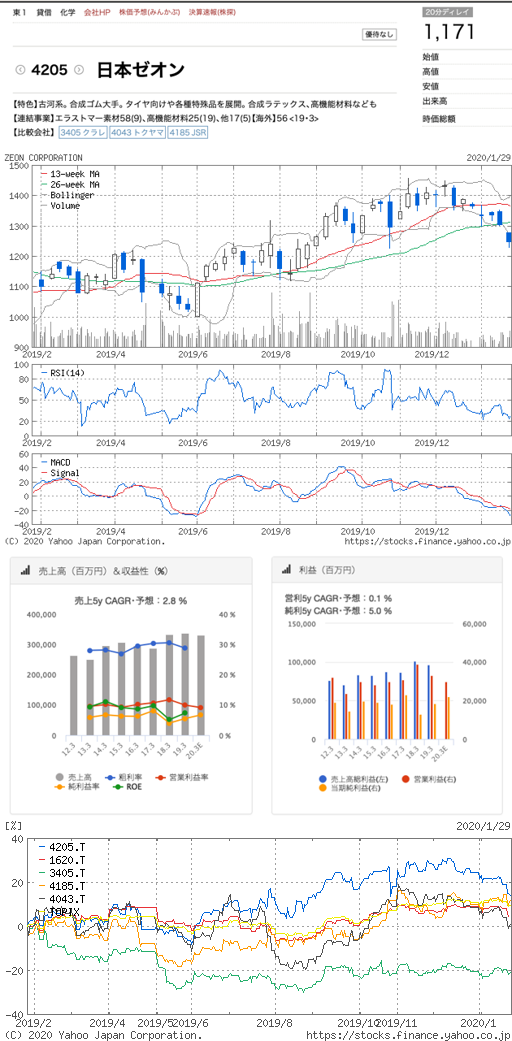 東1 貸借 化学 会社HP 株価予想(みんかぶ) 決算速報(株探)
20分ディレイ
1,171
優待なし
4205 日本ゼオン
始値
高値
安値
出来高
時価総額
【特色】古河系。合成ゴム大手。タイヤ向けや各種特殊品を展開。合成ラテックス、高機能材料なども
【連結事業】エラストマー素材58(9)、高機能材料25(19)、他17(5)【海外】56 <19・3>
【比較会社】 3405 クラレ 4043 トクヤマ 4185 JSR
ZEON CORPORATION 2020/1/29
1500
1400
1300
1200
1100
1000
900
13-week MA
26-week MA
Bollinger
Volume
2019/2 2019/4 2019/6 2019/8 2019/10 2019/12
100
80
60
40
20
0
RSI(14)
2019/2 2019/4 2019/6 2019/8 2019/10 2019/12
60
40
20
0
-20
-40
MACD
Signal
2019/2 2019/4 2019/6 2019/8 2019/10 2019/12
(C) 2020 Yahoo Japan Corporation. https://stocks.finance.yahoo.co.jp/
売上高（百万円）＆収益性（%）
売上5y CAGR・予想：2.8 %
400,000
300,000
200,000
100,000
0
40 %
30 %
20 %
10 %
0 %
12.3 13.3 14.3 15.3 16.3 17.3 18.3 19.3 20.3E
売上高 粗利率 営業利益率
純利益率 ROE
利益（百万円）
営利5y CAGR・予想：0.1 %
純利5y CAGR・予想：5.0 %
150,000
100,000
50,000
0
60,000
40,000
20,000
0
12.3 13.3 14.3 15.3 16.3 17.3 18.3 19.3 20.3E
売上高総利益(左) 営業利益(右)
当期純利益(右)
[%] 2020/1/29
40
20
0
-20
-40
4205.T
1620.T
3405.T
4185.T
4043.T
TOPIX
2019/2 2019/4 2019/5 2019/6 2019/8 2019/10 2019/11 2020/1
(C) 2020 Yahoo Japan Corporation. https://stocks.finance.yahoo.co.jp/